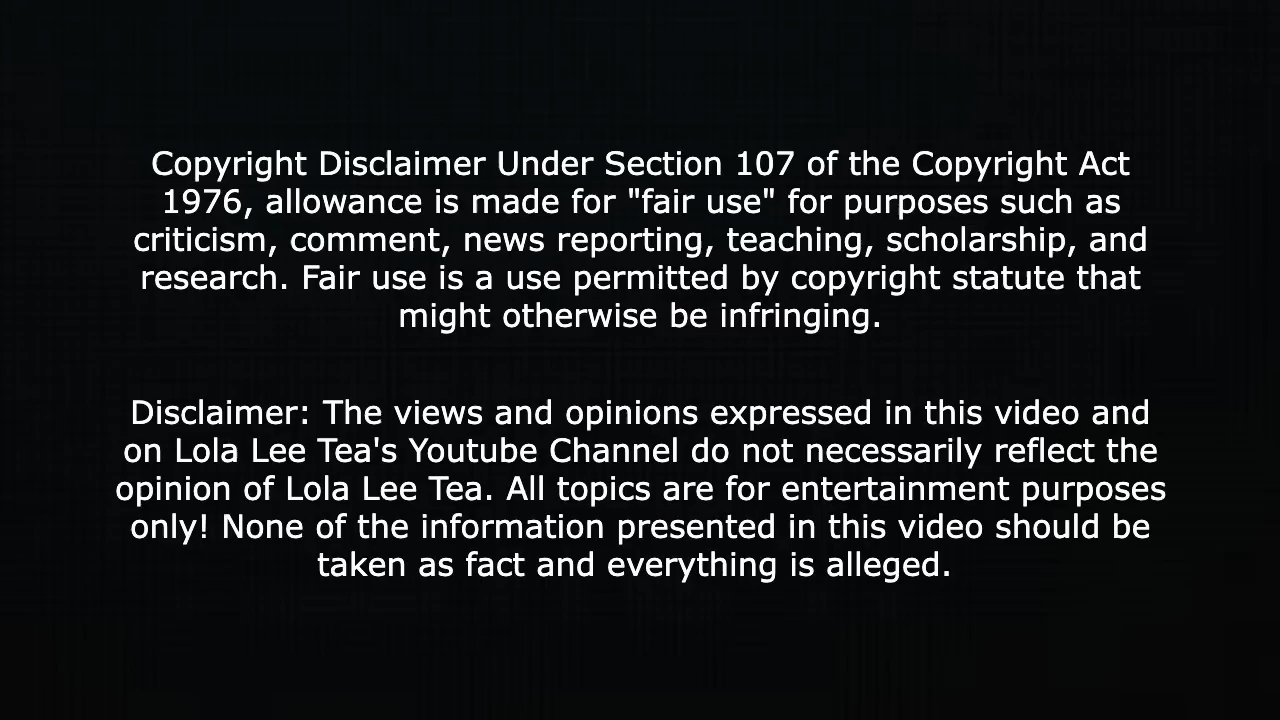 Copyright Disclaimer Under Section 107 of the Copyright Act
1976, allowance is made for "fair use" for purposes such as
criticism, comment, news reporting, teaching, scholarship, and
research. Fair use is a use permitted by copyright statute that
might otherwise be infringing.
Disclaimer: The views and opinions expressed in this video and
on Lola Lee Tea's Youtube Channel do not necessarily reflect the
opinion of Lola Lee Tea. All topics are for entertainment purposes
only! None of the information presented in this video should be
taken as fact and everything is alleged.